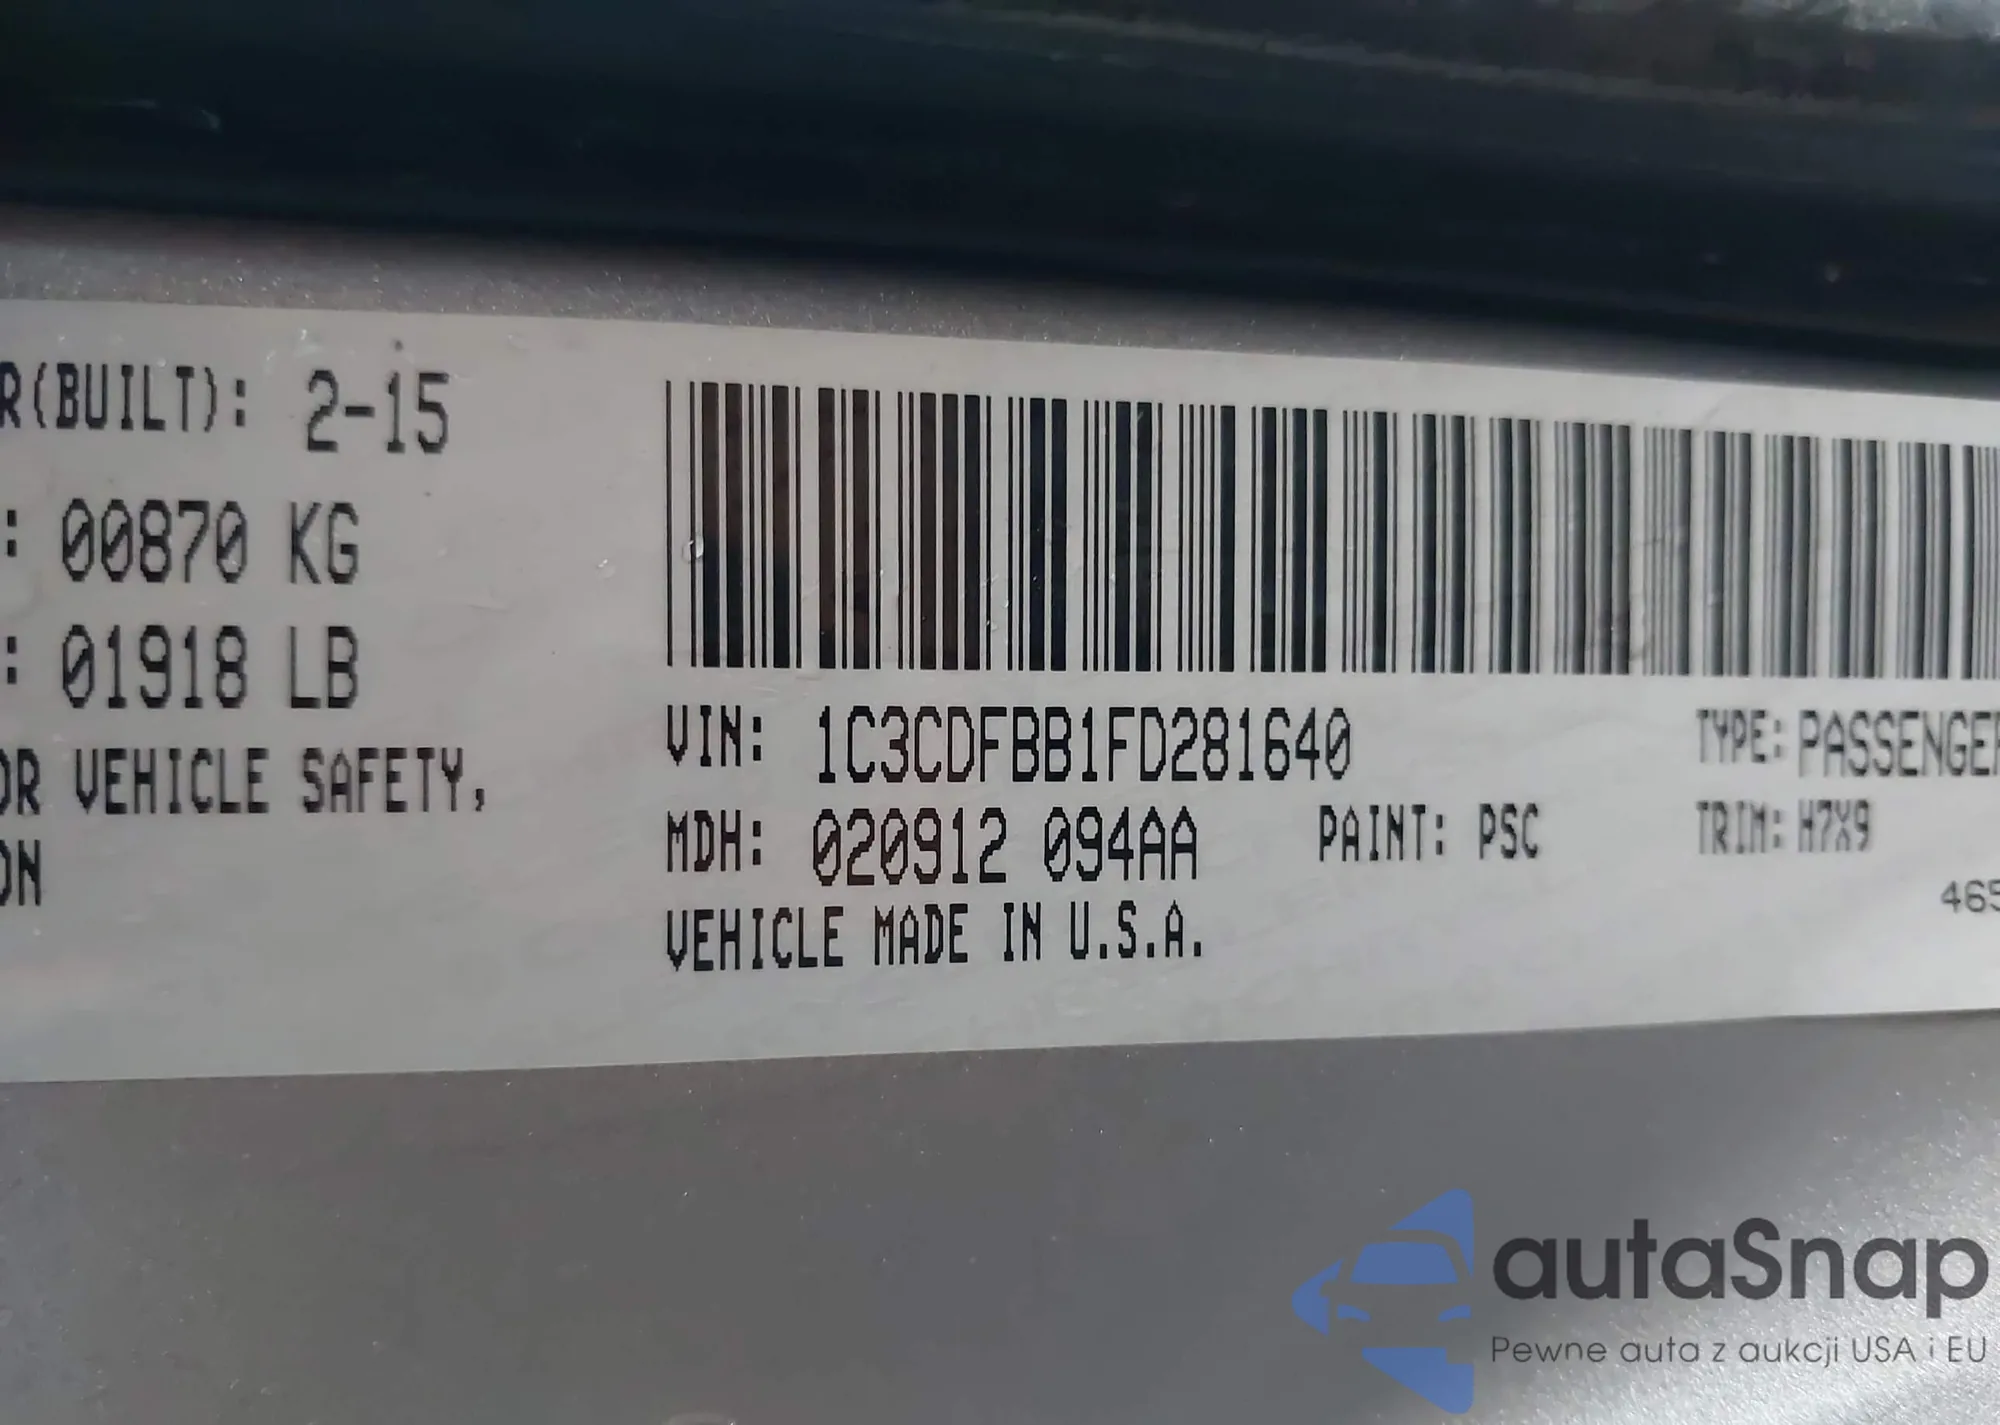 R(BUILT): 2-15
: 00870 KG
: 01918 LB
OR VEHICLE SAFETY,
ON
VIN: 1C3CDFBB1FD281640
TYPE: PASSENGER
MDH: 020912 094AA
PAINT: PSC
TRIM: H7X9
465
VEHICLE MADE IN U.S.A.
autaSnap
Pewne auta z aukcji USA i EU